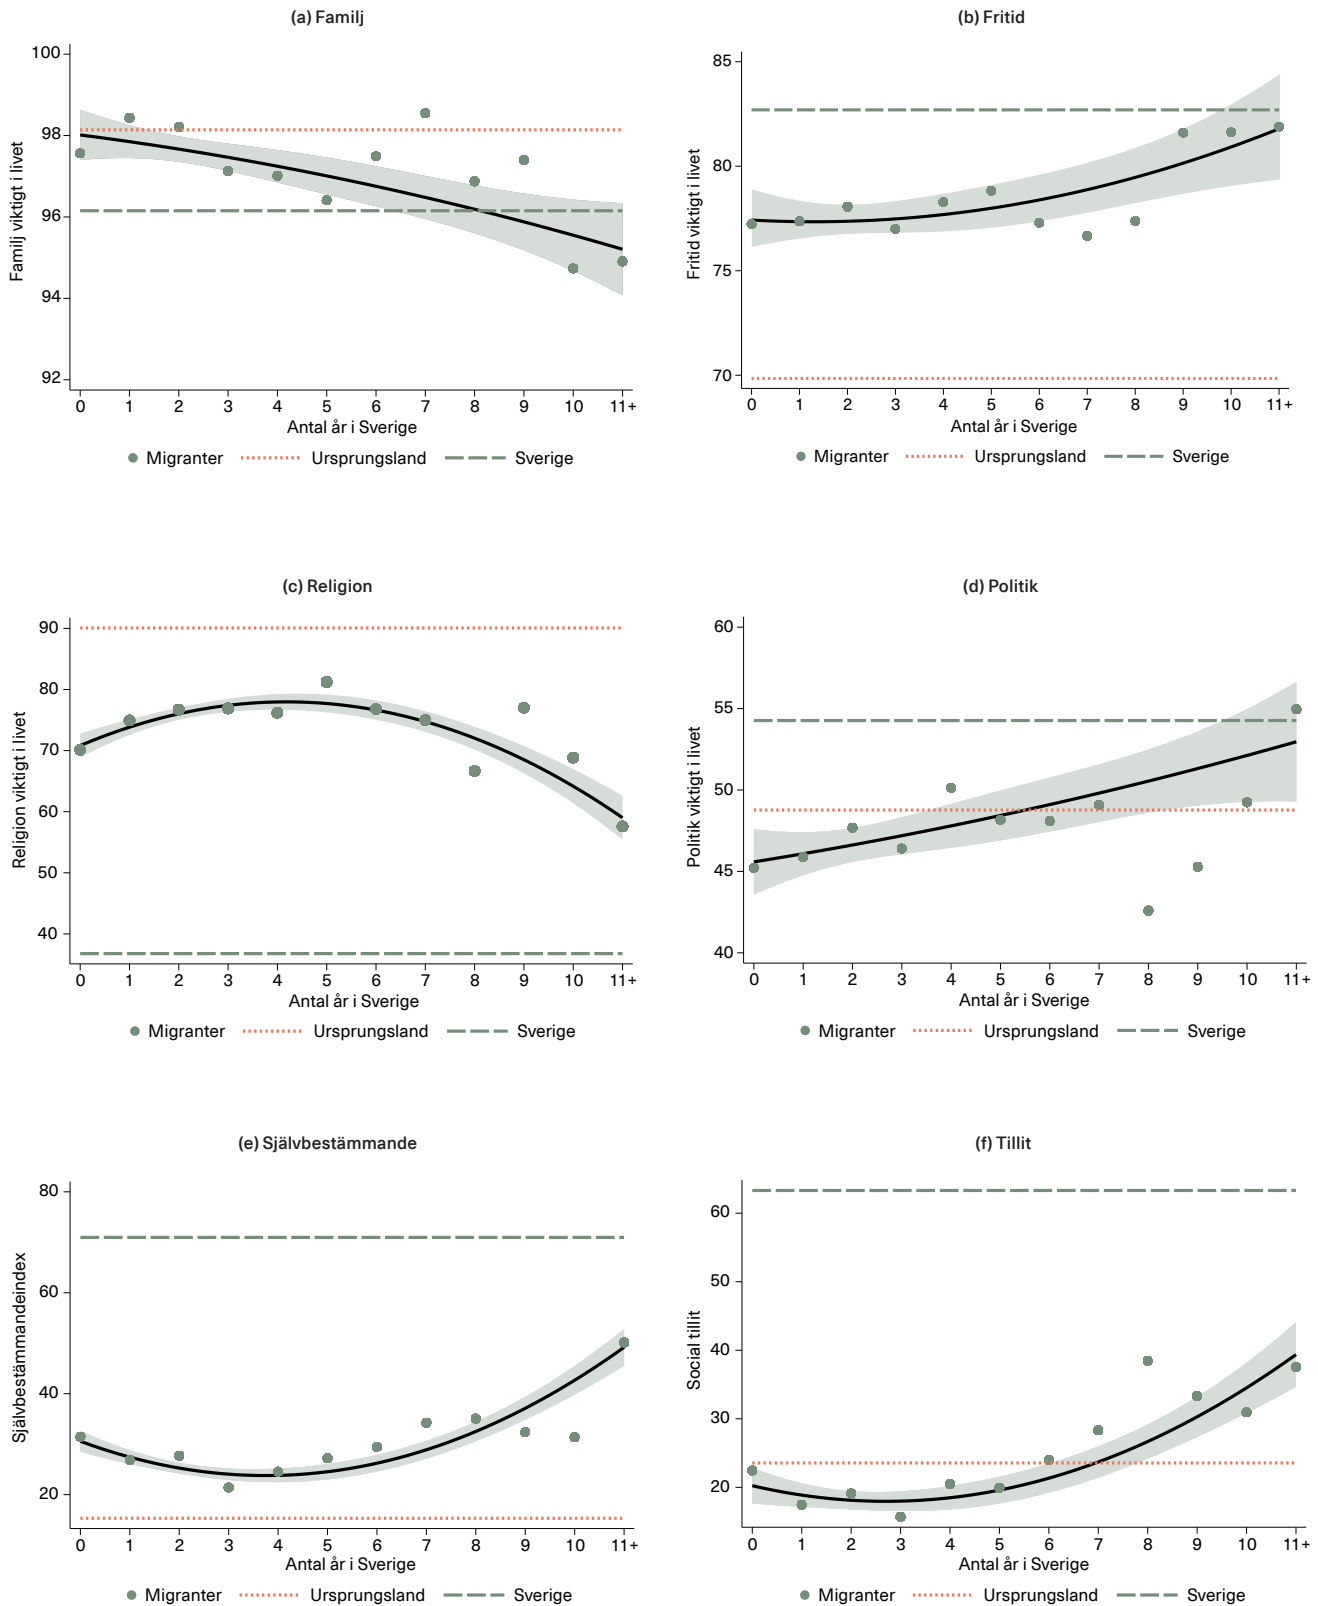 (a) Familj
Familj viktigt i livet
100
98
96
94
92
0 1 2 3 4 5 6 7 8 9 10 11+
Antal år i Sverige
Migranter Ursprungsland Sverige
(b) Fritid
Fritid viktigt i livet
85
80
75
70
0 1 2 3 4 5 6 7 8 9 10 11+
Antal år i Sverige
Migranter Ursprungsland Sverige
(c) Religion
Religion viktigt i livet
90
80
70
60
50
40
0 1 2 3 4 5 6 7 8 9 10 11+
Antal år i Sverige
Migranter Ursprungsland Sverige
(d) Politik
Politik viktigt i livet
60
55
50
45
40
0 1 2 3 4 5 6 7 8 9 10 11+
Antal år i Sverige
Migranter Ursprungsland Sverige
(e) Självbestämmande
Självbestämmandeindex
80
60
40
20
0 1 2 3 4 5 6 7 8 9 10 11+
Antal år i Sverige
Migranter Ursprungsland Sverige
(f) Tillit
Social tillit
60
50
40
30
20
0 1 2 3 4 5 6 7 8 9 10 11+
Antal år i Sverige
Migranter Ursprungsland Sverige